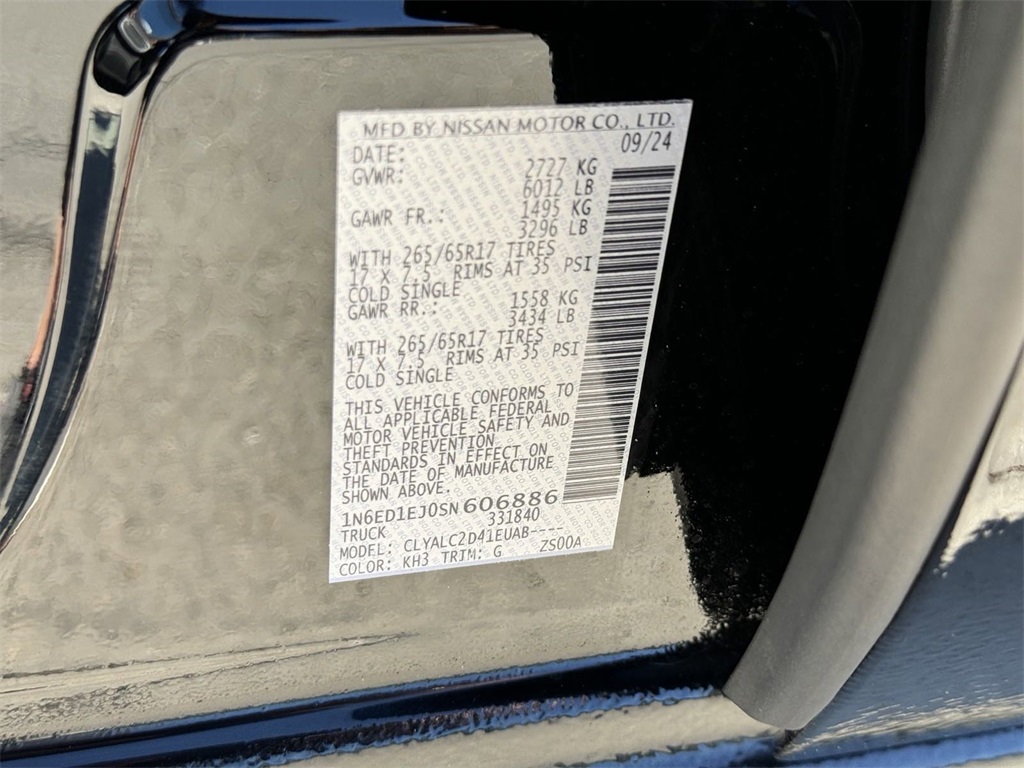 MFD BY NISSAN MOTOR CO., LTD.
DATE: 09/24
GVWR: 2727 KG
6012 LB
GAWR FR.: 1495 KG
3296 LB
WITH 265/65R17 TIRES
17 X 7.5 RIMS AT 35 PSI
COLD SINGLE
GAWR RR.: 1558 KG
3434 LB
WITH 265/65R17 TIRES
17 X 7.5 RIMS AT 35 PSI
COLD SINGLE
THIS VEHICLE CONFORMS TO
ALL APPLICABLE FEDERAL
MOTOR VEHICLE SAFETY AND
THEFT PREVENTION
STANDARDS IN EFFECT ON
THE DATE OF MANUFACTURE
SHOWN ABOVE.
1N6ED1EJ0SN606886
TRUCK 331840
MODEL: CLYALC2D41EUAB----
COLOR: KH3 TRIM: G ZS00A